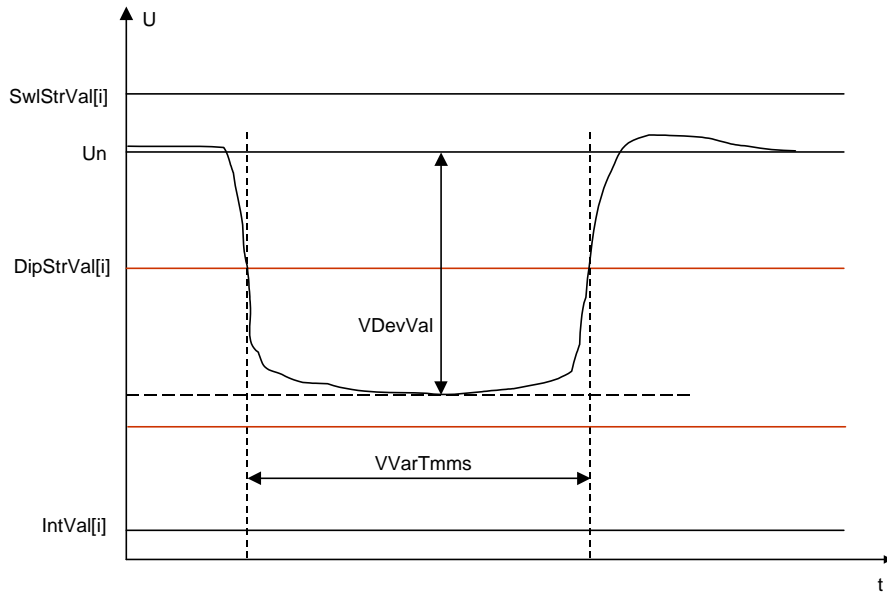 U
SwlStrVal[i]
Un
DipStrVal[i]
VDevVal
VVarTmms
IntVal[i]
t